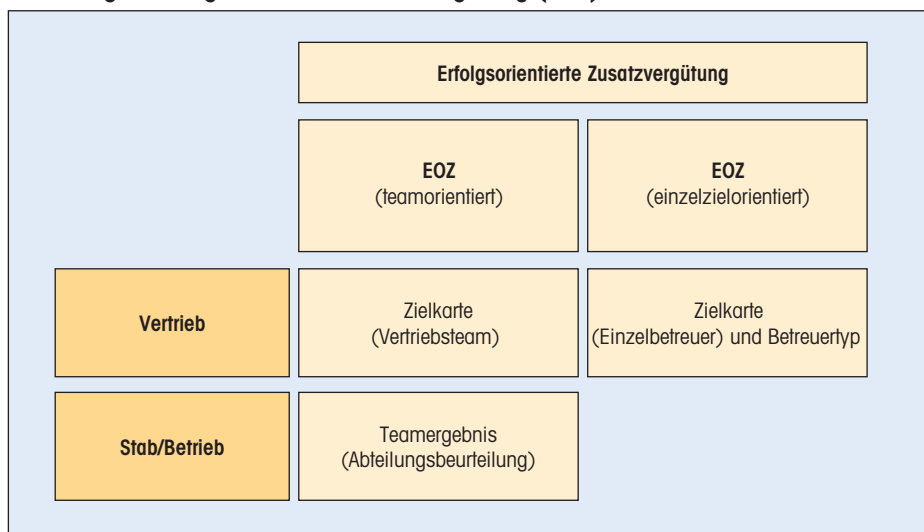 Erfolgsorientierte Zusatzvergütung
EOZ
(teamorientiert)
EOZ
(einzelzielorientiert)
Vertrieb
Zielkarte
(Vertriebsteam)
Zielkarte
(Einzelbetreuer) und Betreuertyp
Stab/Betrieb
Teamergebnis
(Abteilungsbeurteilung)